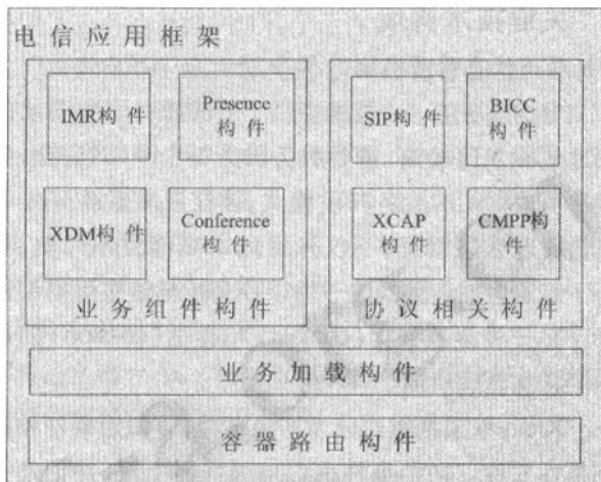 电信应用框架
IMR构件
Presence
构件
SIP构件
BICC
构件
XDM构件
Conference
构件
XCAP
构件
CMPP构
件
业务组件构件
协议相关构件
业务加载构件
容器路由构件